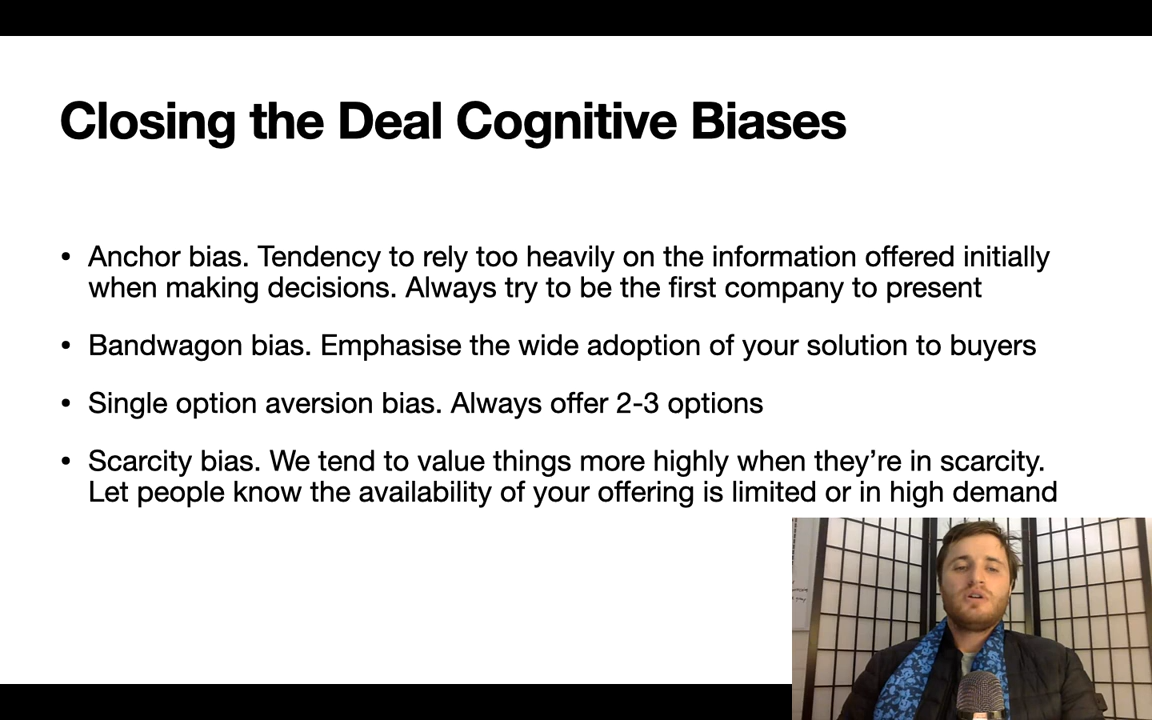 Closing the Deal Cognitive Biases
• Anchor bias. Tendency to rely too heavily on the information offered initially
when making decisions. Always try to be the first company to present
• Bandwagon bias. Emphasise the wide adoption of your solution to buyers
• Single option aversion bias. Always offer 2-3 options
• Scarcity bias. We tend to value things more highly when they’re in scarcity.
Let people know the availability of your offering is limited or in high demand